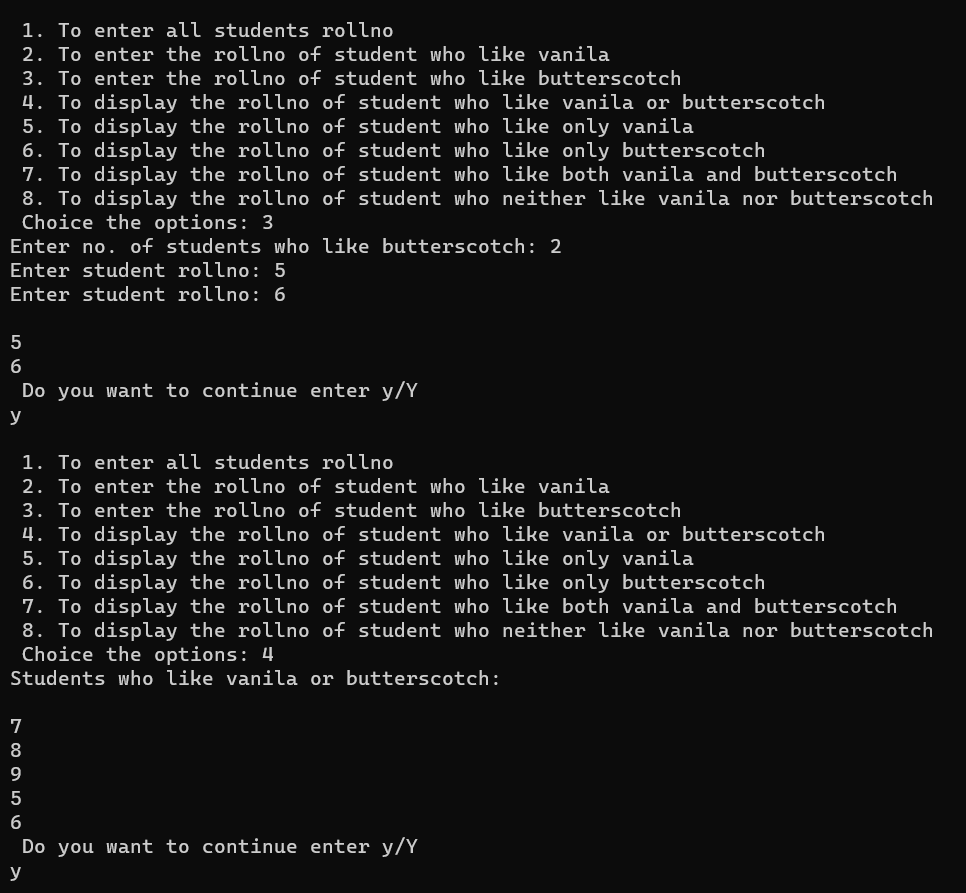 1. To enter all students rollno
2. To enter the rollno of student who like vanila
3. To enter the rollno of student who like butterscotch
4. To display the rollno of student who like vanila or butterscotch
5. To display the rollno of student who like only vanila
6. To display the rollno of student who like only butterscotch
7. To display the rollno of student who like both vanila and butterscotch
8. To display the rollno of student who neither like vanila nor butterscotch
Choice the options: 3
Enter no. of students who like butterscotch: 2
Enter student rollno: 5
Enter student rollno: 6
5
6
Do you want to continue enter y/Y
y
1. To enter all students rollno
2. To enter the rollno of student who like vanila
3. To enter the rollno of student who like butterscotch
4. To display the rollno of student who like vanila or butterscotch
5. To display the rollno of student who like only vanila
6. To display the rollno of student who like only butterscotch
7. To display the rollno of student who like both vanila and butterscotch
8. To display the rollno of student who neither like vanila nor butterscotch
Choice the options: 4
Students who like vanila or butterscotch:
7
8
9
5
6
Do you want to continue enter y/Y
y